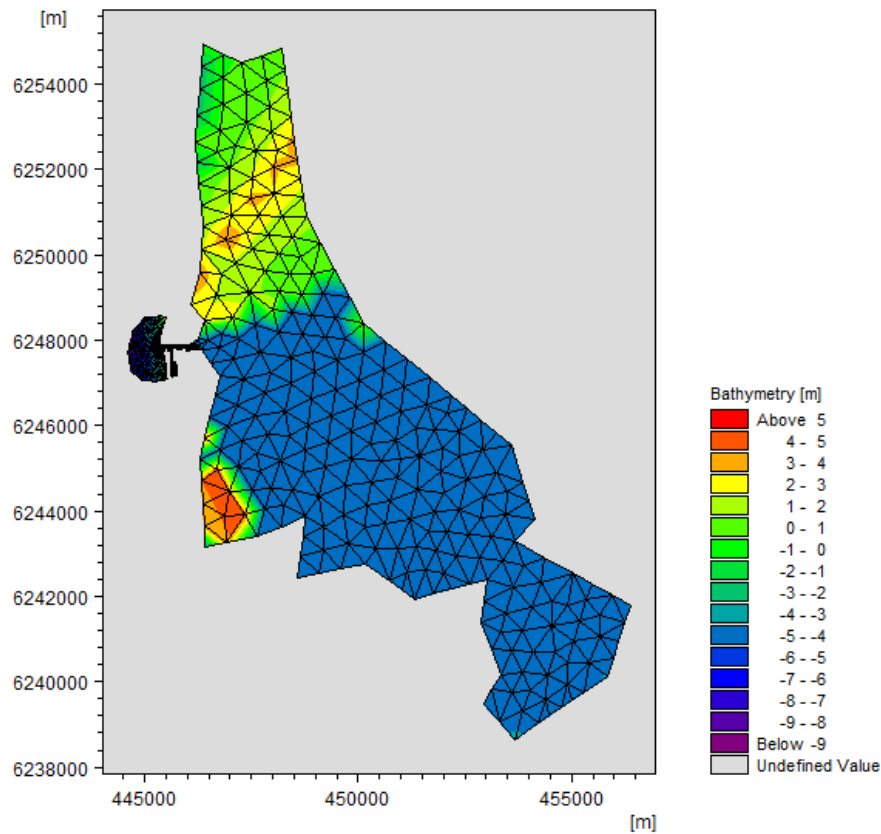 [m]
6254000
6252000
6250000
6248000
6246000
6244000
6242000
6240000
6238000
445000 450000 455000
[m]
Bathymetry [m]
Above 5
4 - 5
3 - 4
2 - 3
1 - 2
0 - 1
-1 - 0
-2 - -1
-3 - -2
-4 - -3
-5 - -4
-6 - -5
-7 - -6
-8 - -7
-9 - -8
Below -9
Undefined Value